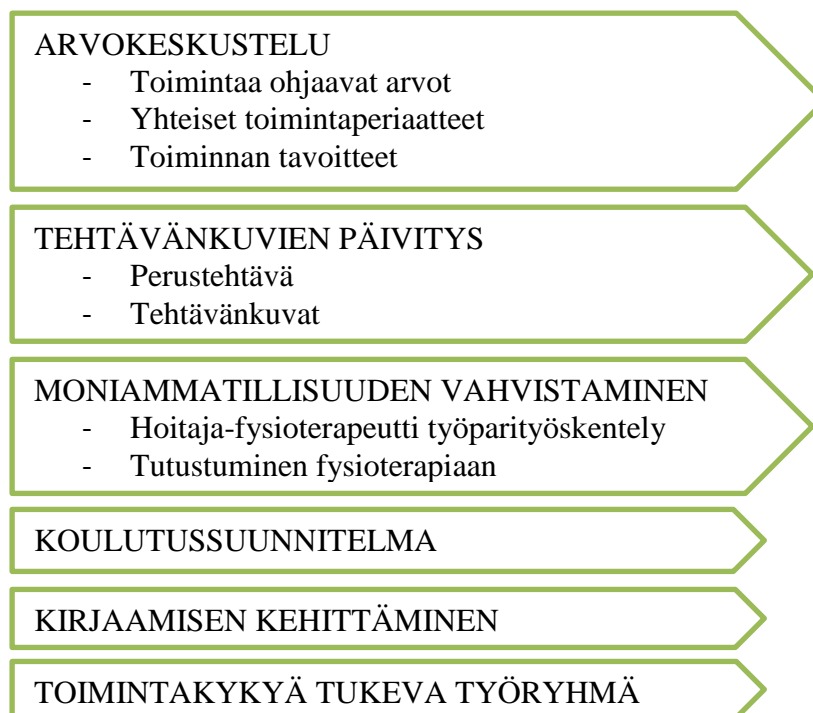 ARVOKESKUSTELU
- Toimintaa ohjaavat arvot
- Yhteiset toimintaperiaatteet
- Toiminnan tavoitteet
TEHTÄVÄNKUVIEN PÄIVITYS
- Perustehtävä
- Tehtävänkuvat
MONIAMMATILLISUUDEN VAHVISTAMINEN
- Hoitaja-fysioterapeutti työparityöskentely
- Tutustuminen fysioterapiaan
KOULUTUSSUUNNITELMA
KIRJAAMISEN KEHITTÄMINEN
TOIMINTAKYKYÄ TUKEVA TYÖRYHMÄ